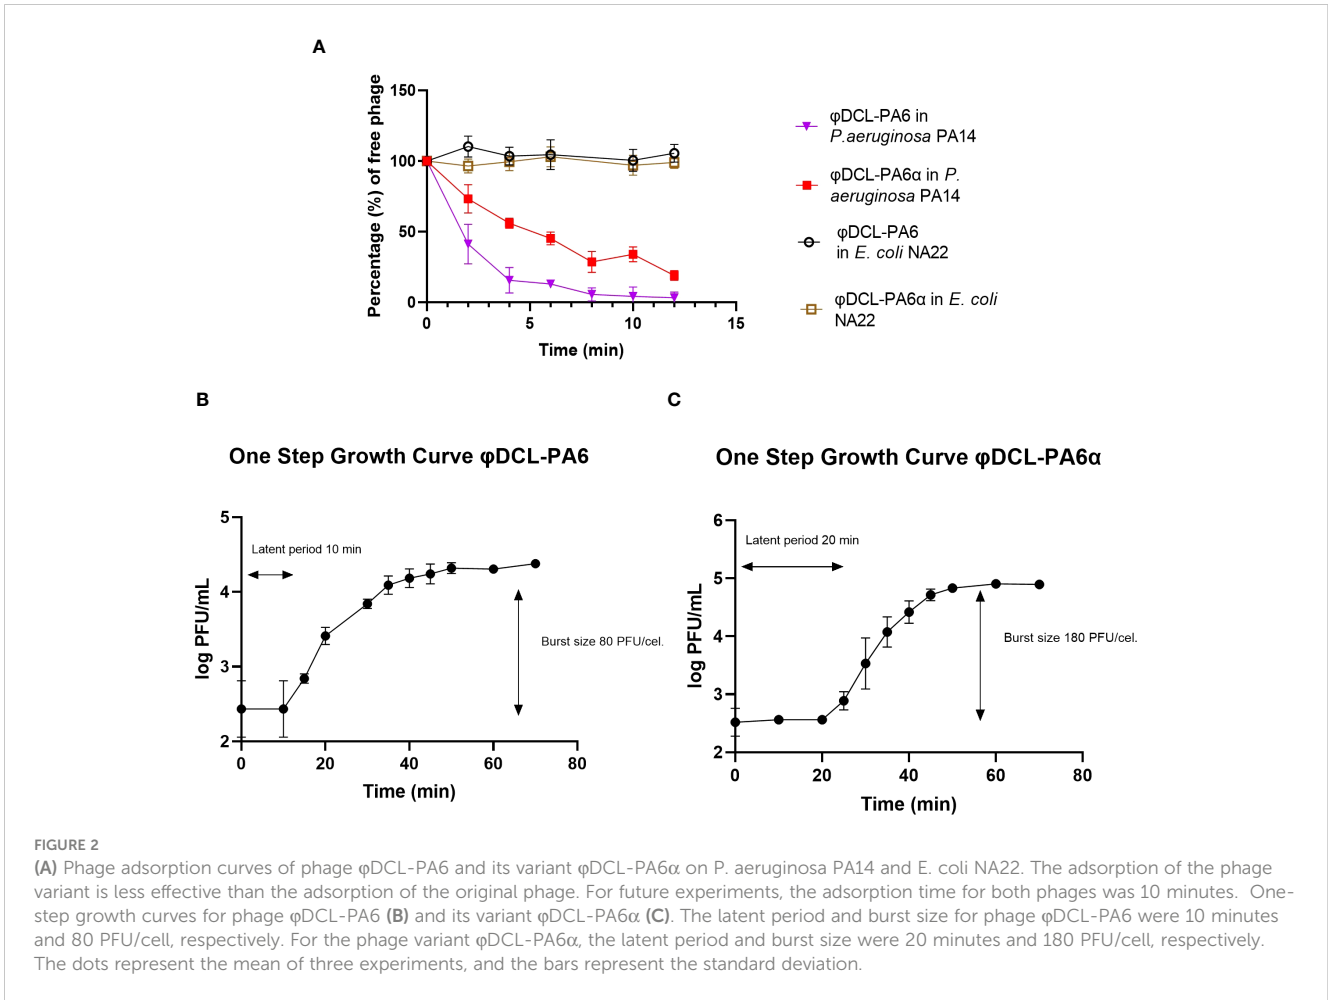 A
150
100
50
0
Percentage (%) of free phage
0 5 10 15
Time (min)
φDCL-PA6 in
P.aeruginosa PA14
φDCL-PA6α in P.
aeruginosa PA14
φDCL-PA6
in E. coli NA22
φDCL-PA6α in E. coli
NA22
B
One Step Growth Curve φDCL-PA6
5
4
3
2
log PFU/mL
Latent period 10 min
Burst size 80 PFU/cel.
0 20 40 60 80
Time (min)
C
One Step Growth Curve φDCL-PA6α
6
5
4
3
2
log PFU/mL
Latent period 20 min
Burst size 180 PFU/cel.
0 20 40 60 80
Time (min)
FIGURE 2
(A) Phage adsorption curves of phage φDCL-PA6 and its variant φDCL-PA6α on P. aeruginosa PA14 and E. coli NA22. The adsorption of the phage
variant is less effective than the adsorption of the original phage. For future experiments, the adsorption time for both phages was 10 minutes. One-
step growth curves for phage φDCL-PA6 (B) and its variant φDCL-PA6α (C). The latent period and burst size for phage φDCL-PA6 were 10 minutes
and 80 PFU/cell, respectively. For the phage variant φDCL-PA6α, the latent period and burst size were 20 minutes and 180 PFU/cell, respectively.
The dots represent the mean of three experiments, and the bars represent the standard deviation.